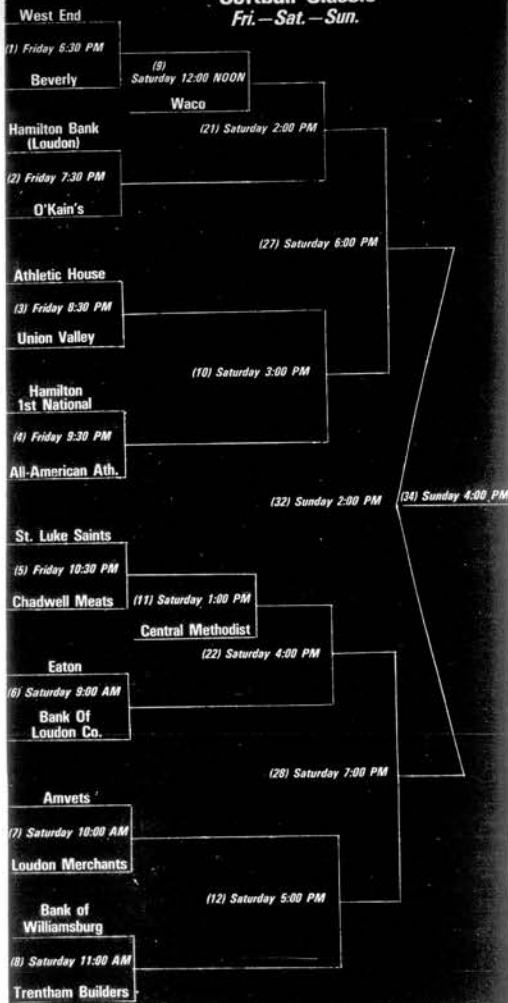 Softball Classic
Fri.—Sat.—Sun.
West End
(1) Friday 6:30 PM
Beverly
(9)
Saturday 12:00 NOON
Waco
Hamilton Bank
(Loudon)
(21) Saturday 2:00 PM
(2) Friday 7:30 PM
O'Kain's
(27) Saturday 6:00 PM
Athletic House
(3) Friday 8:30 PM
Union Valley
(10) Saturday 3:00 PM
Hamilton
1st National
(4) Friday 9:30 PM
All-American Ath.
(32) Sunday 2:00 PM
(34) Sunday 4:00 PM
St. Luke Saints
(5) Friday 10:30 PM
Chadwell Meats
(11) Saturday 1:00 PM
Central Methodist
(22) Saturday 4:00 PM
Eaton
(6) Saturday 9:00 AM
Bank Of
Loudon Co.
(28) Saturday 7:00 PM
Amvets
(7) Saturday 10:00 AM
Loudon Merchants
(12) Saturday 5:00 PM
Bank of
Williamsburg
(8) Saturday 11:00 AM
Trentham Builders